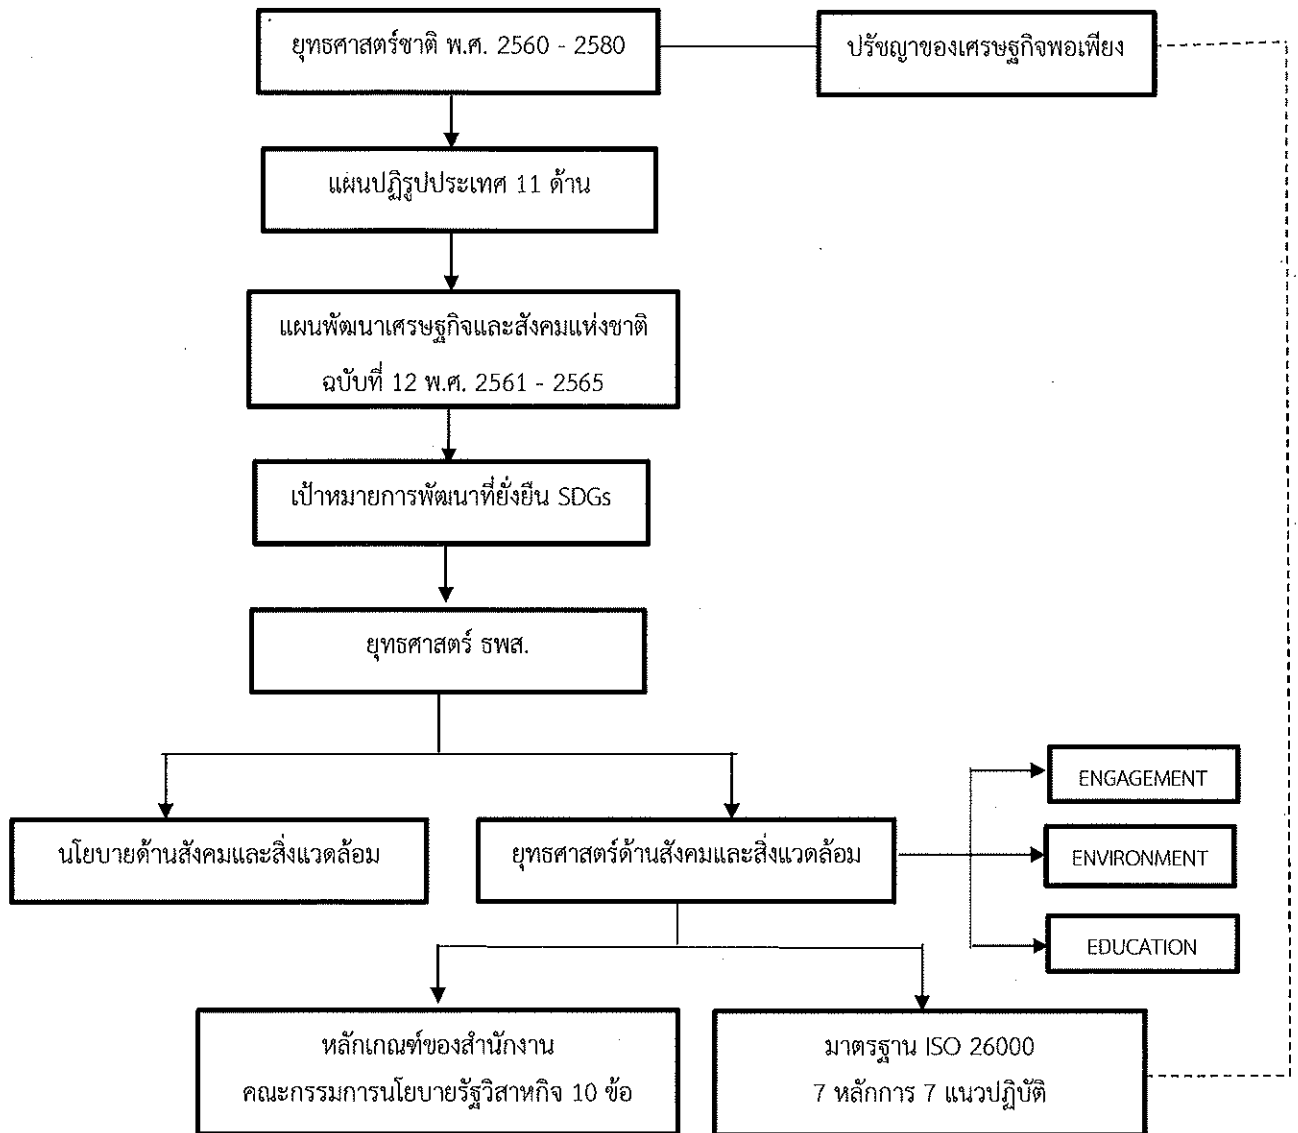 ยุทธศาสตร์ชาติ พ.ศ. 2560 - 2580
ปรัชญาของเศรษฐกิจพอเพียง
แผ่นปฏิรูปประเทศ 11 ด้าน
แผนพัฒนาเศรษฐกิจและสังคมแห่งชาติ
ฉบับที่ 12 พ.ศ. 2561 - 2565
เป้าหมายการพัฒนาที่ยั่งยืน SDGs
ยุทธศาสตร์ ธพส.
นโยบายด้านสังคมและสิ่งแวดล้อม
ยุทธศาสตร์ด้านสังคมและสิ่งแวดล้อม
ENGAGEMENT
ENVIRONMENT
EDUCATION
หลักเกณฑ์ของสำนักงาน
คณะกรรมการนโยบายรัฐวิสาหกิจ 10 ข้อ
มาตรฐาน ISO 26000
7 หลักการ 7 แนวปฏิบัติ